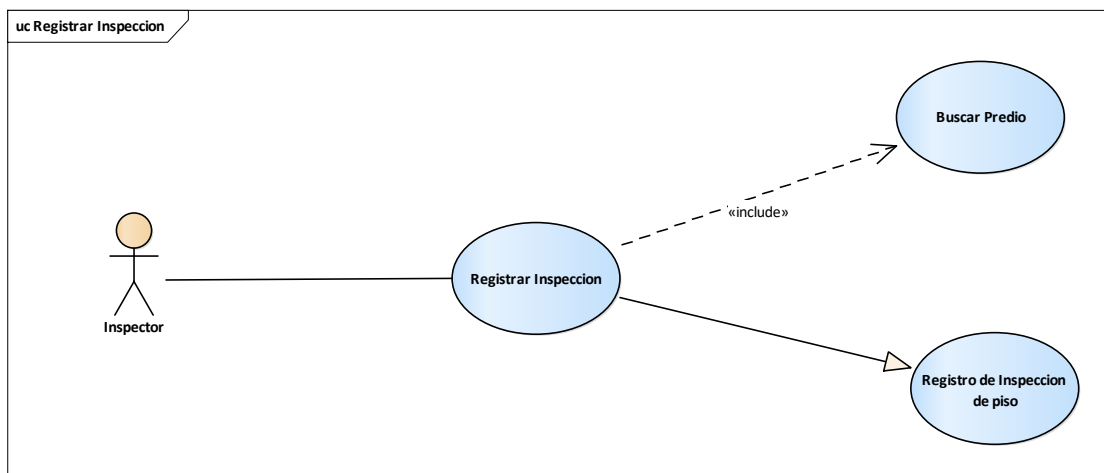 uc Registrar Inspeccion
Buscar Predio
«include»
Registrar Inspeccion
Inspector
Registro de Inspeccion
de piso